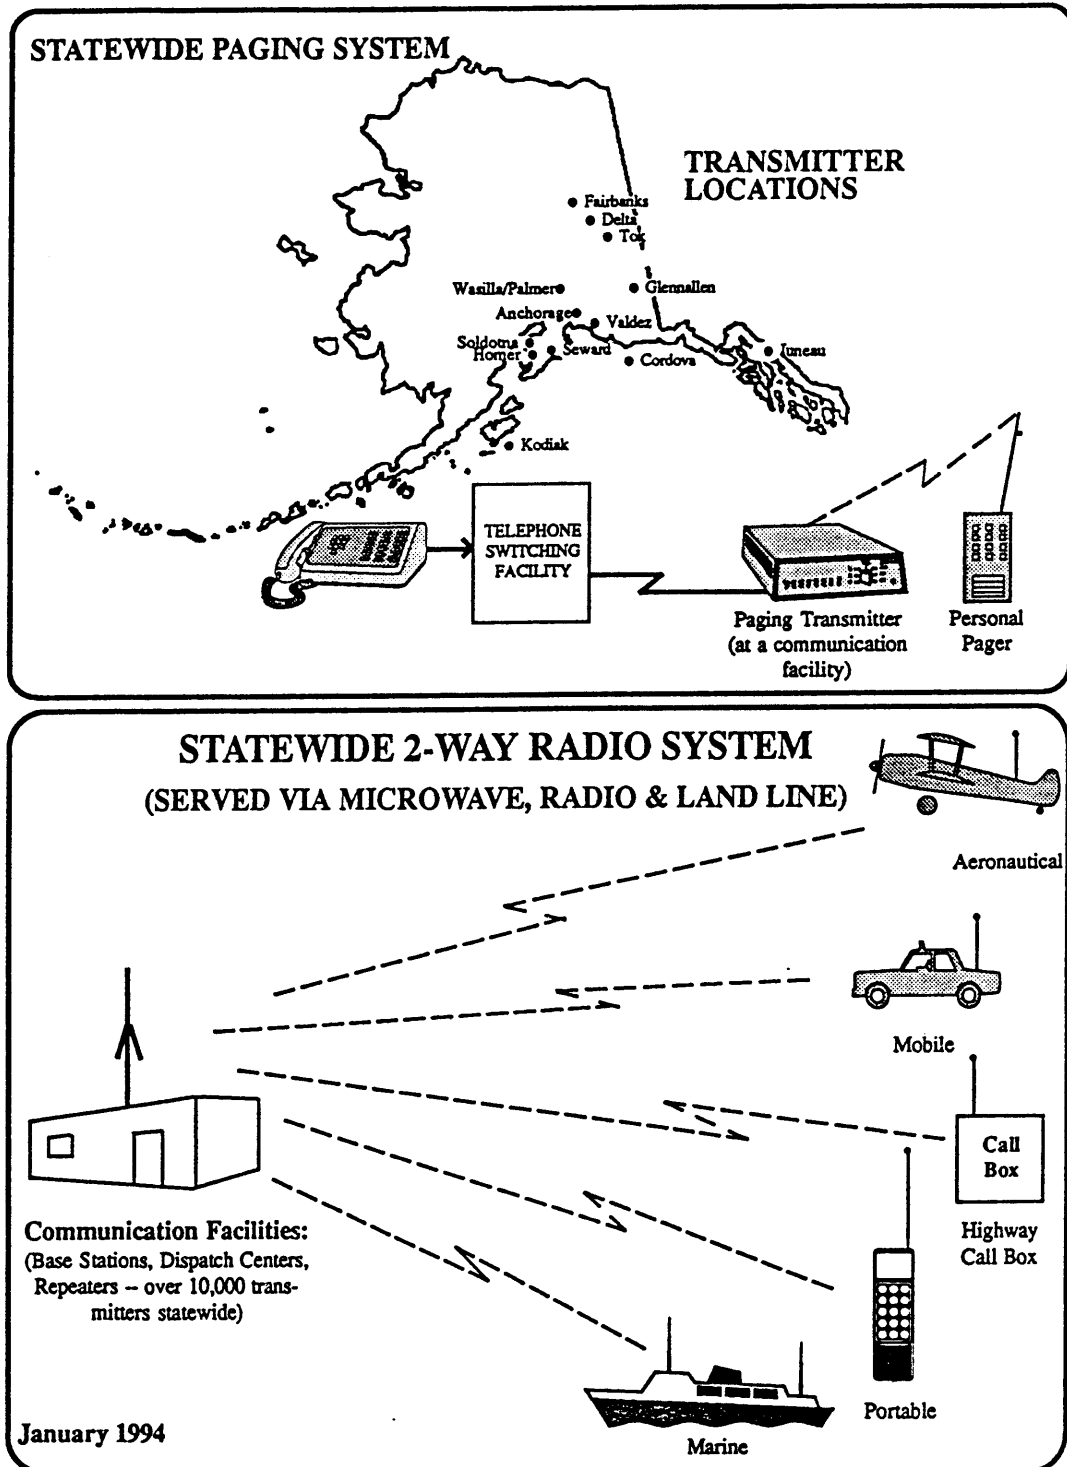 STATEWIDE PAGING SYSTEM
TRANSMITTER
LOCATIONS
Fairbanks
Delta
Tok
Wasilla/Palmer
Glennallen
Anchorage
Valdez
Soldotna
Homer
Seward
Cordova
Juneau
Kodiak
TELEPHONE
SWITCHING
FACILITY
Paging Transmitter
(at a communication
facility)
Personal
Pager
STATEWIDE 2-WAY RADIO SYSTEM
(SERVED VIA MICROWAVE, RADIO & LAND LINE)
Aeronautical
Mobile
Call
Box
Highway
Call Box
Communication Facilities:
(Base Stations, Dispatch Centers,
Repeaters -- over 10,000 trans-
mitters statewide)
Portable
Marine
January 1994